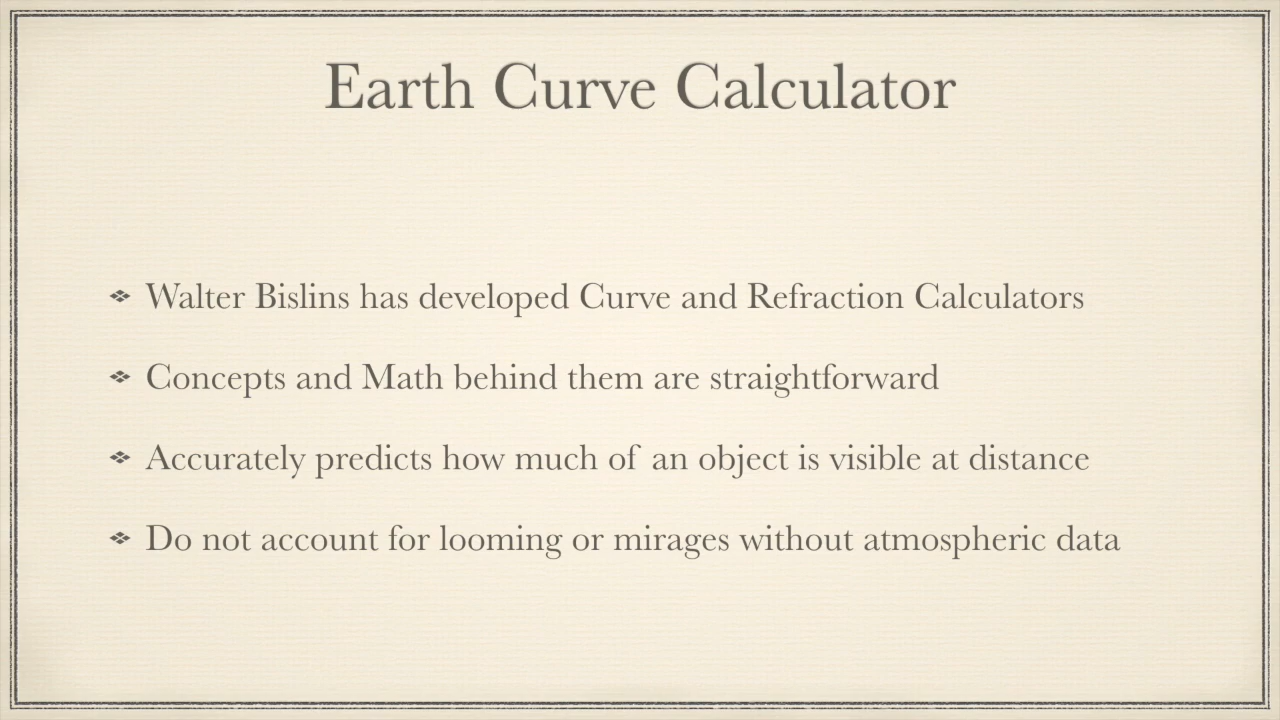 Earth Curve Calculator
Walter Bislins has developed Curve and Refraction Calculators
Concepts and Math behind them are straightforward
Accurately predicts how much of an object is visible at distance
Do not account for looming or mirages without atmospheric data